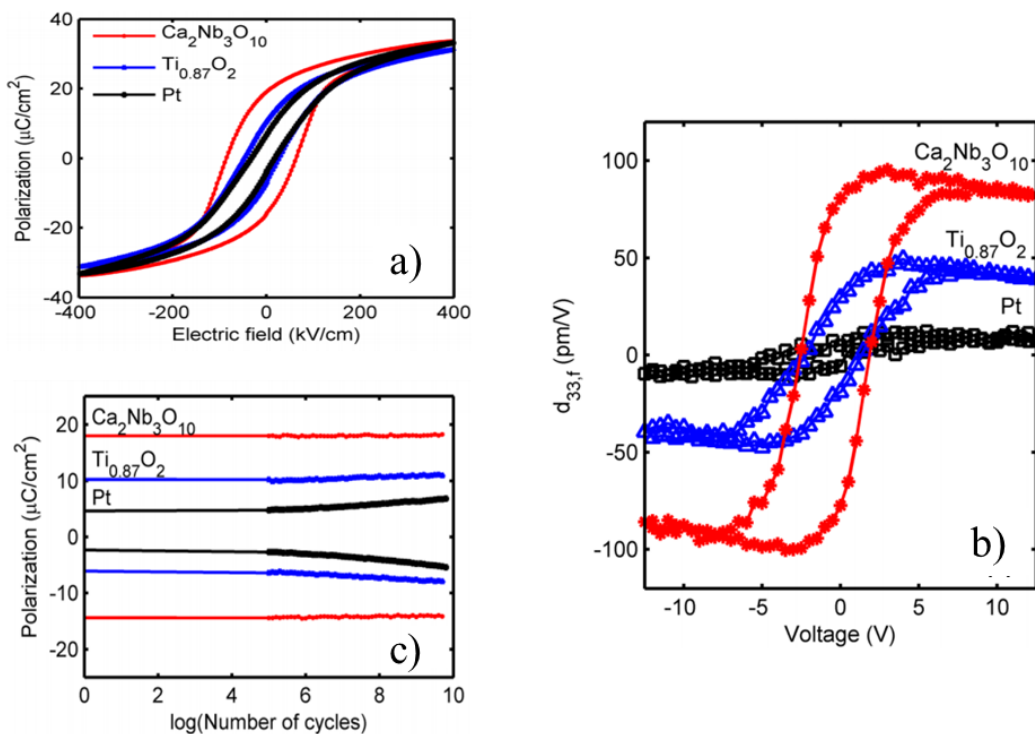 40
20
0
-20
-40
Polarization (μC/cm²)
Ca₂Nb₃O₁₀
Ti₀.₈₇O₂
Pt
a)
-400 -200 0 200 400
Electric field (kV/cm)
20
10
0
-10
-20
Polarization (μC/cm²)
Ca₂Nb₃O₁₀
Ti₀.₈₇O₂
Pt
c)
0 2 4 6 8 10
log(Number of cycles)
100
50
0
-50
-100
d₃₃,f (pm/V)
Ca₂Nb₃O₁₀
Ti₀.₈₇O₂
Pt
b)
-10 -5 0 5 10
Voltage (V)